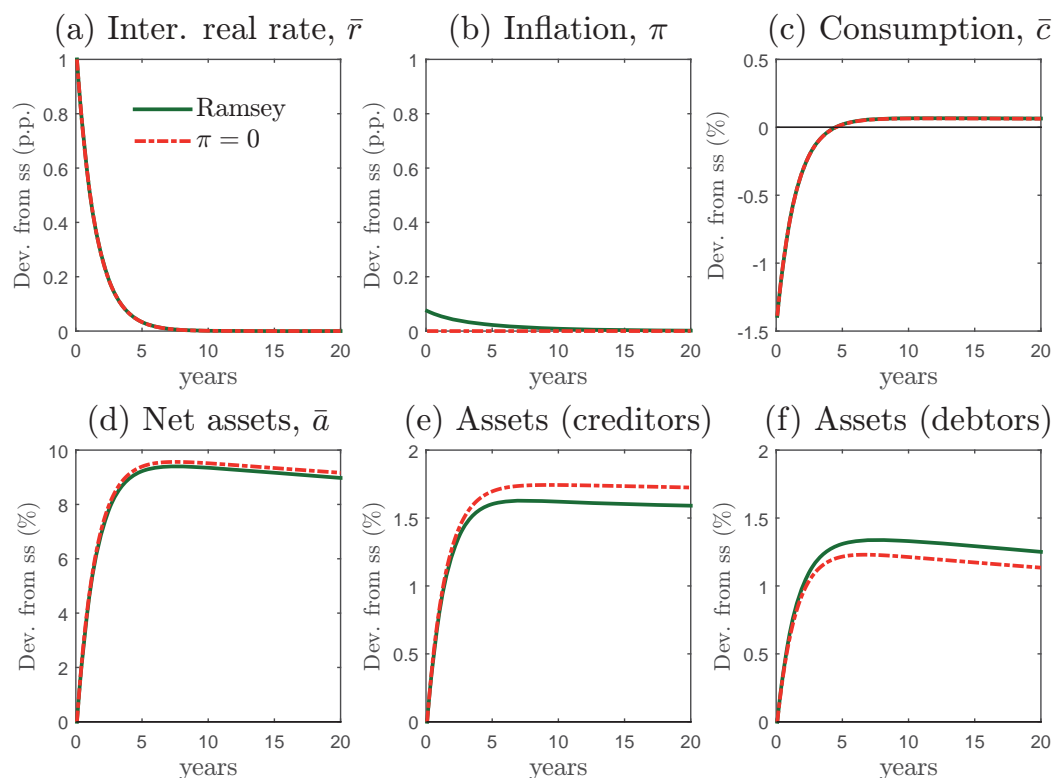 (a) Inter. real rate, r̄
(b) Inflation, π
(c) Consumption, c̄
Dev. from ss (p.p.)
1
0.8
0.6
0.4
0.2
0
0 5 10 15 20
years
Ramsey
π = 0
Dev. from ss (p.p.)
1
0.8
0.6
0.4
0.2
0
0 5 10 15 20
years
Dev. from ss (%)
0.5
0
-0.5
-1
-1.5
0 5 10 15 20
years
(d) Net assets, ā
(e) Assets (creditors)
(f) Assets (debtors)
Dev. from ss (%)
10
8
6
4
2
0
0 5 10 15 20
years
Dev. from ss (%)
2
1.5
1
0.5
0
0 5 10 15 20
years
Dev. from ss (%)
2
1.5
1
0.5
0
0 5 10 15 20
years